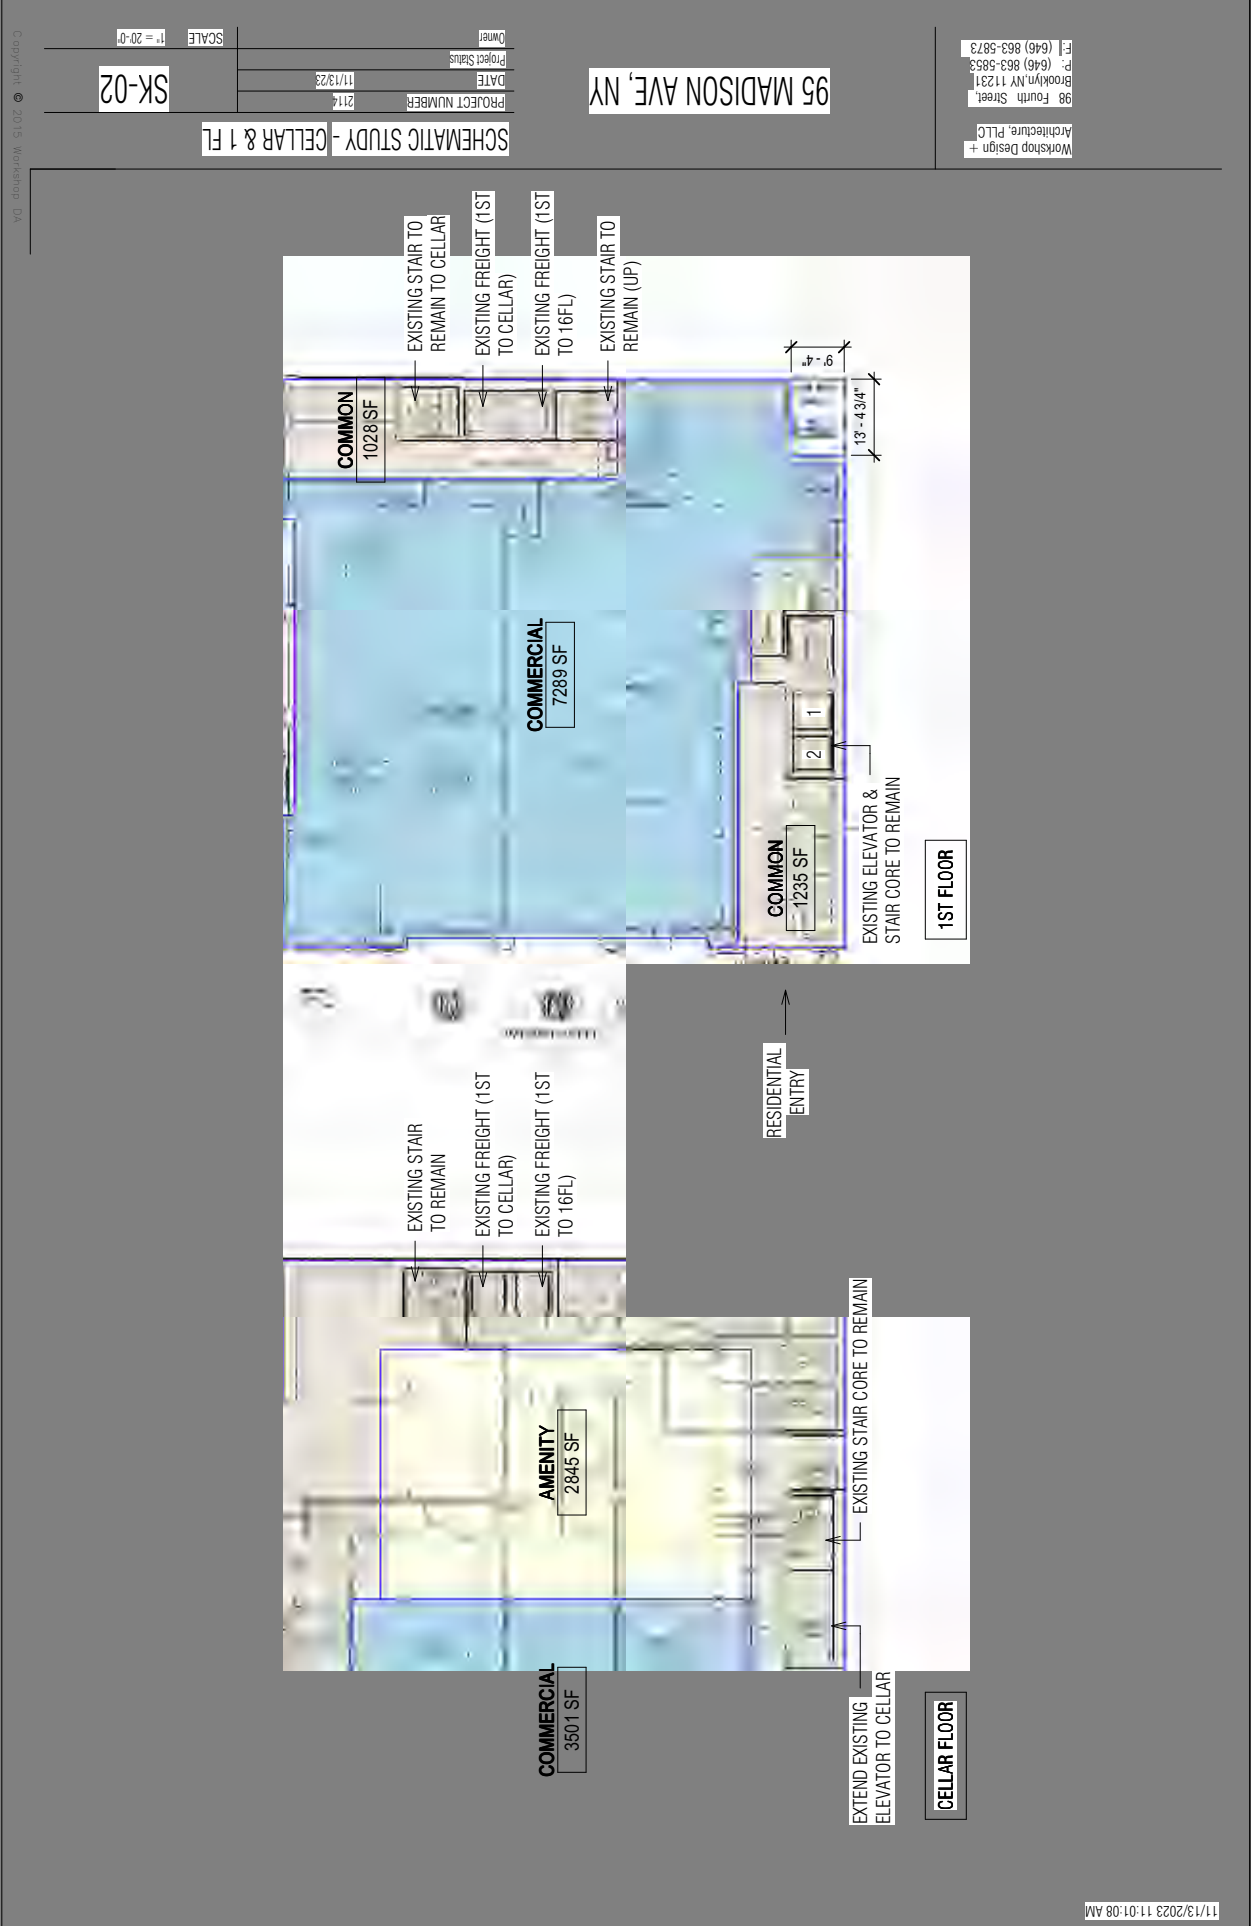 Workshop Design +
Architecture, PLLC
98 Fourth Street,
Brooklyn,NY 11231
P: (646) 863-5853
F: (646) 863-5873
95 MADISON AVE, NY
SCHEMATIC STUDY - CELLAR & 1 FL
PROJECT NUMBER 2114
DATE 11/13/23
Project Status
Owner
SK-02
SCALE 1" = 20'-0"
Copyright © 2015 Workshop DA
EXISTING STAIR TO
REMAIN TO CELLAR
EXISTING FREIGHT (1ST
TO CELLAR)
EXISTING FREIGHT (1ST
TO 16FL)
EXISTING STAIR TO
REMAIN (UP)
COMMON
1028 SF
9' - 4"
13' - 4 3/4"
COMMERCIAL
7289 SF
1
2
COMMON
1235 SF
EXISTING ELEVATOR &
STAIR CORE TO REMAIN
1ST FLOOR
RESIDENTIAL
ENTRY
EXISTING STAIR
TO REMAIN
EXISTING FREIGHT (1ST
TO CELLAR)
EXISTING FREIGHT (1ST
TO 16FL)
AMENITY
2845 SF
EXISTING STAIR CORE TO REMAIN
COMMERCIAL
3501 SF
EXTEND EXISTING
ELEVATOR TO CELLAR
CELLAR FLOOR
11/13/2023 11:01:08 AM